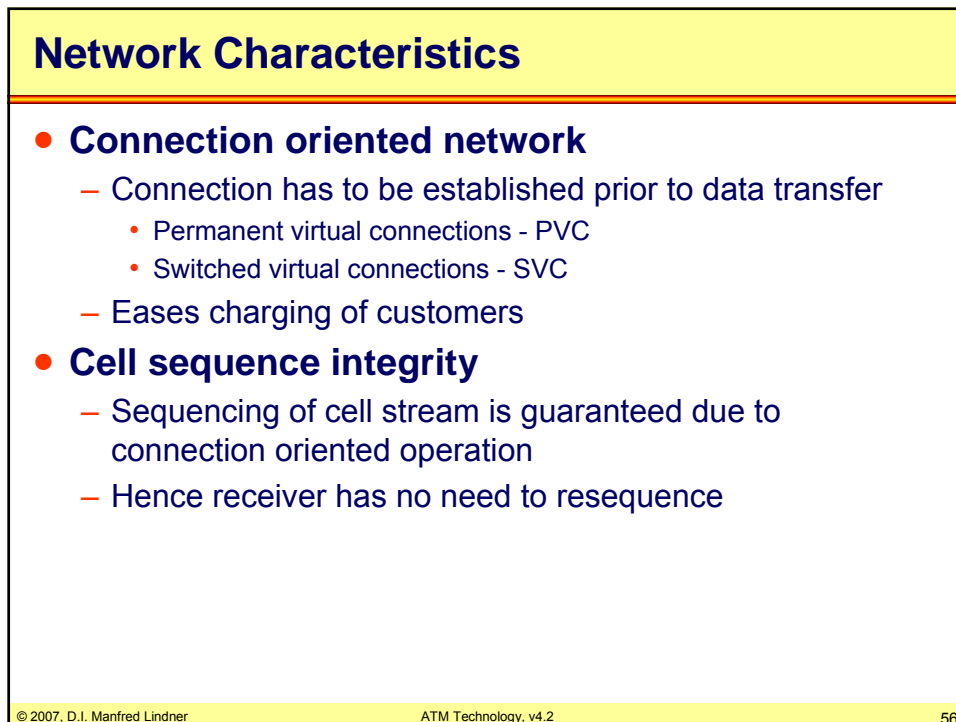 Network Characteristics
• Connection oriented network
– Connection has to be established prior to data transfer
• Permanent virtual connections - PVC
• Switched virtual connections - SVC
– Eases charging of customers
• Cell sequence integrity
– Sequencing of cell stream is guaranteed due to
connection oriented operation
– Hence receiver has no need to resequence
© 2007, D.I. Manfred Lindner
ATM Technology, v4.2
56